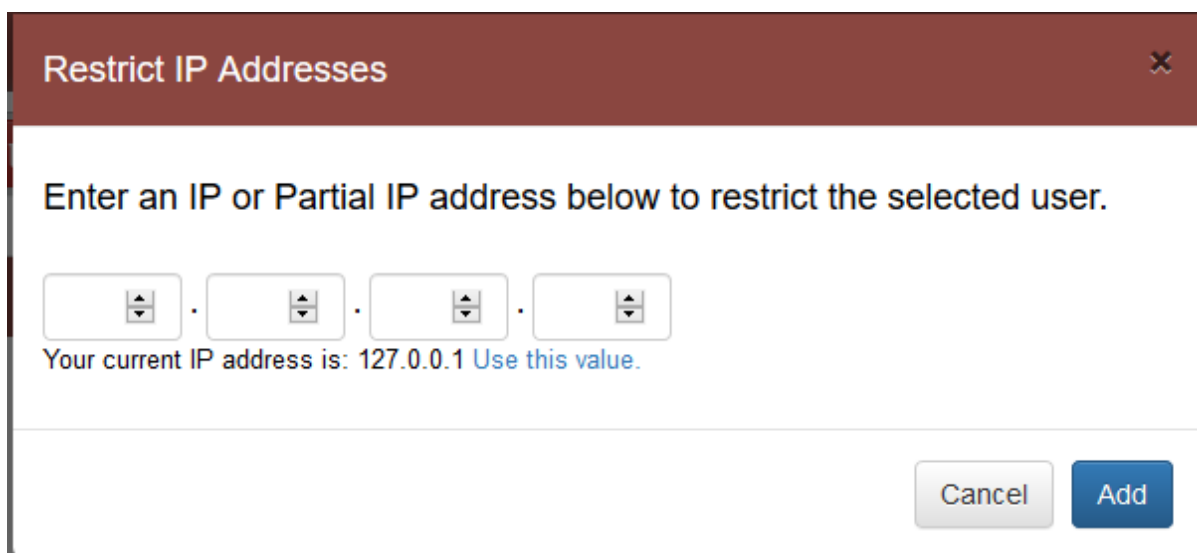 Restrict IP Addresses
Enter an IP or Partial IP address below to restrict the selected user.
. . .
Your current IP address is: 127.0.0.1 Use this value.
Cancel Add